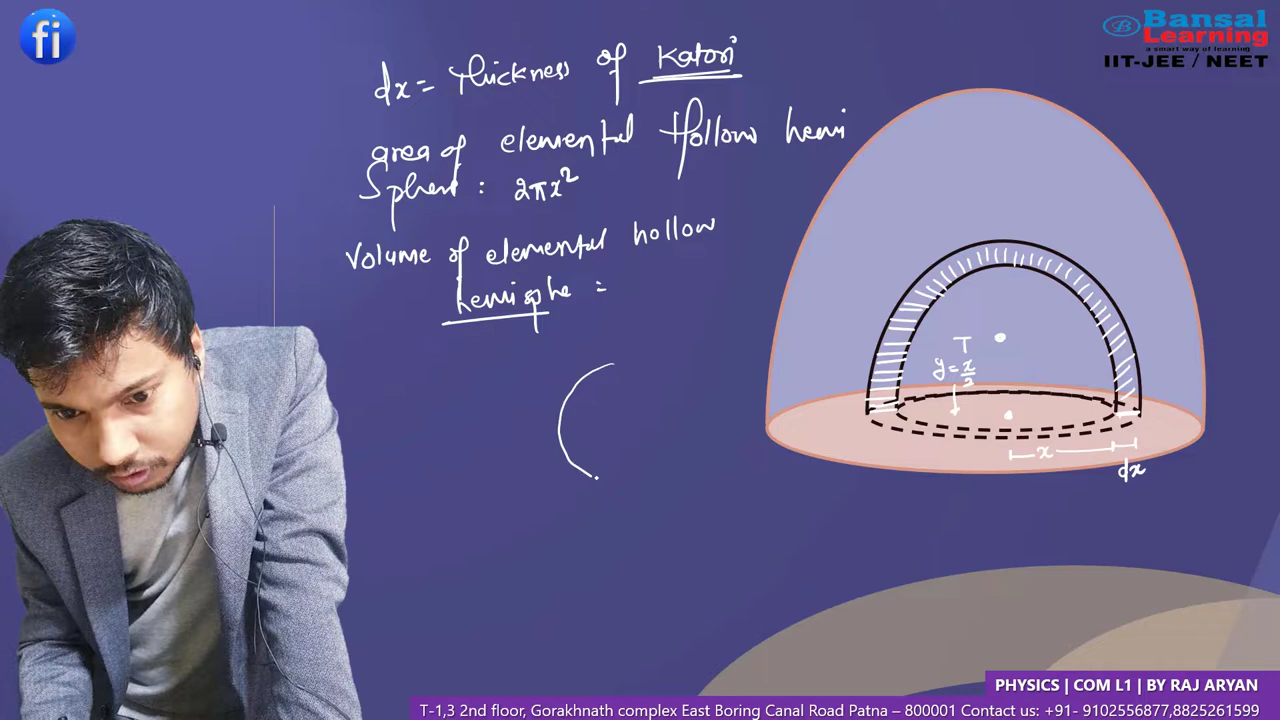 fi
Bansal
Learning
a smart way of learning
IIT-JEE / NEET
dx = thickness of Katori
area of elemental Hollow hemi
Sphere : 2πx²
Volume of elemental hollow
hemisphe =
T
y = x/2
x
dx
PHYSICS | COM L1 | BY RAJ ARYAN
T-1,3 2nd floor, Gorakhnath complex East Boring Canal Road Patna – 800001 Contact us: +91- 9102556877,8825261599